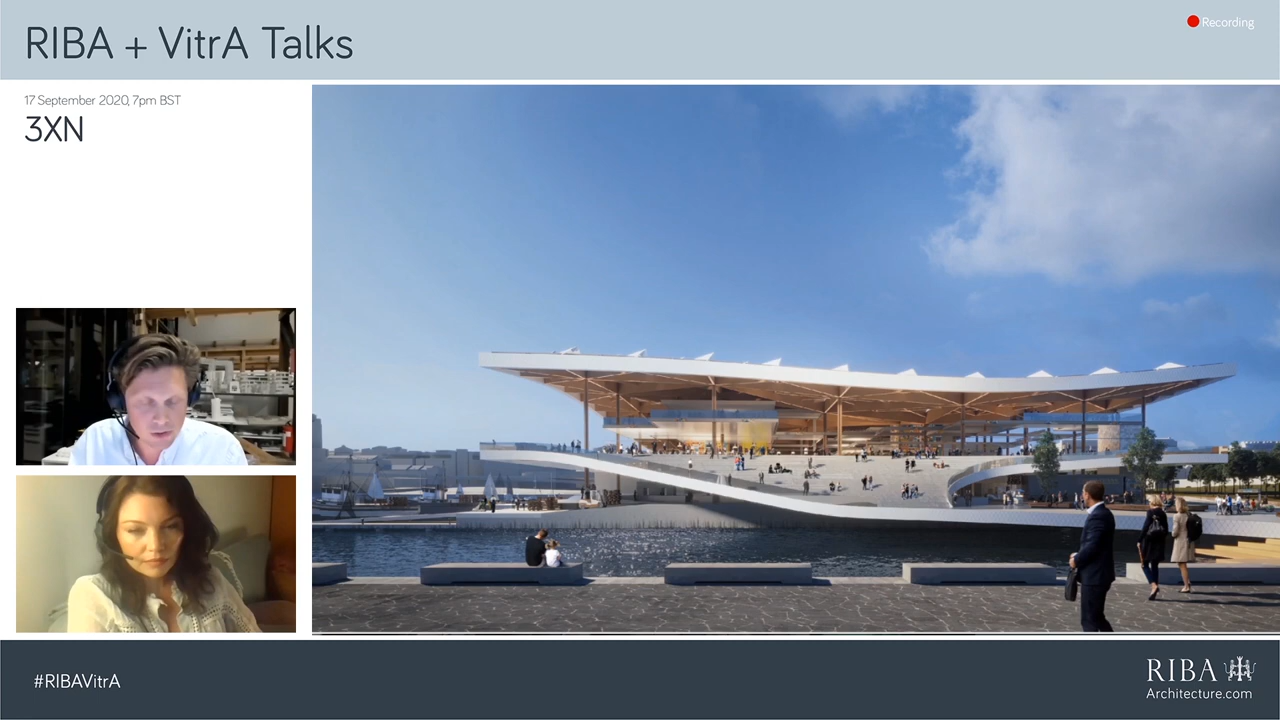 RIBA + VitrA Talks
Recording
17 September 2020, 7pm BST
3XN
#RIBAVitrA
RIBA
Architecture.com